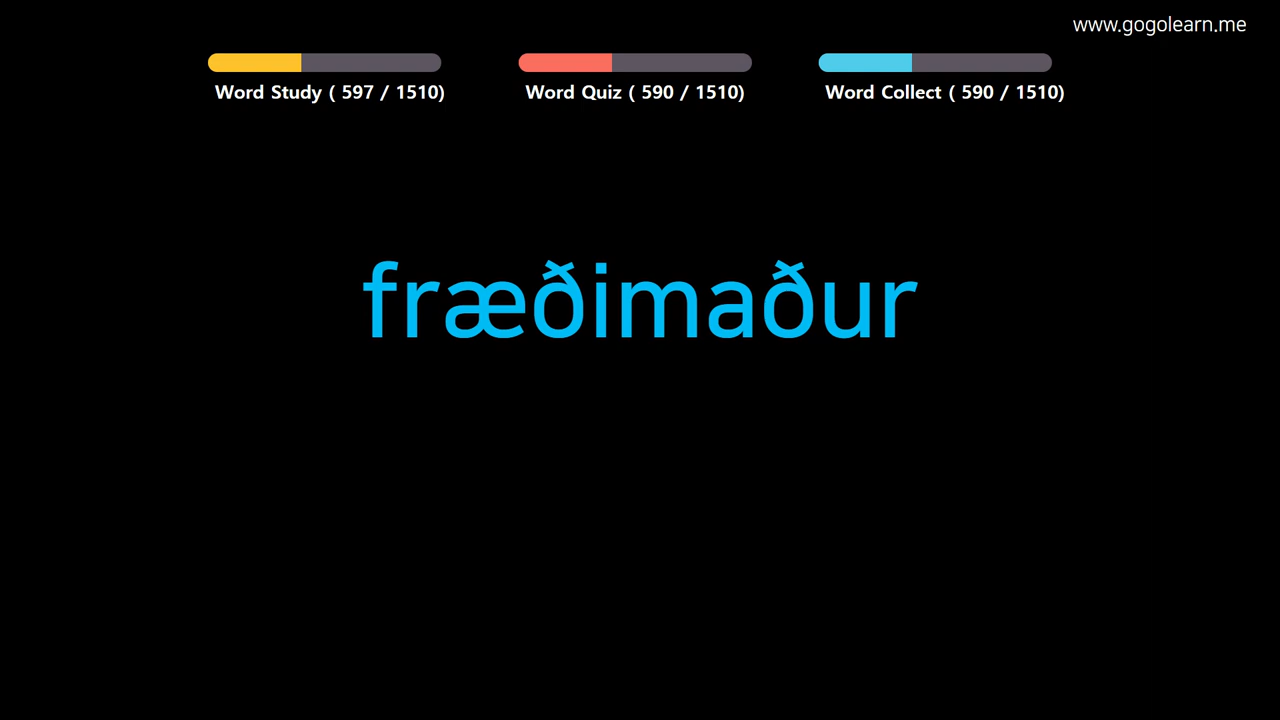 www.gogolearn.me
Word Study ( 597 / 1510)
Word Quiz ( 590 / 1510)
Word Collect ( 590 / 1510)
fræðimaður